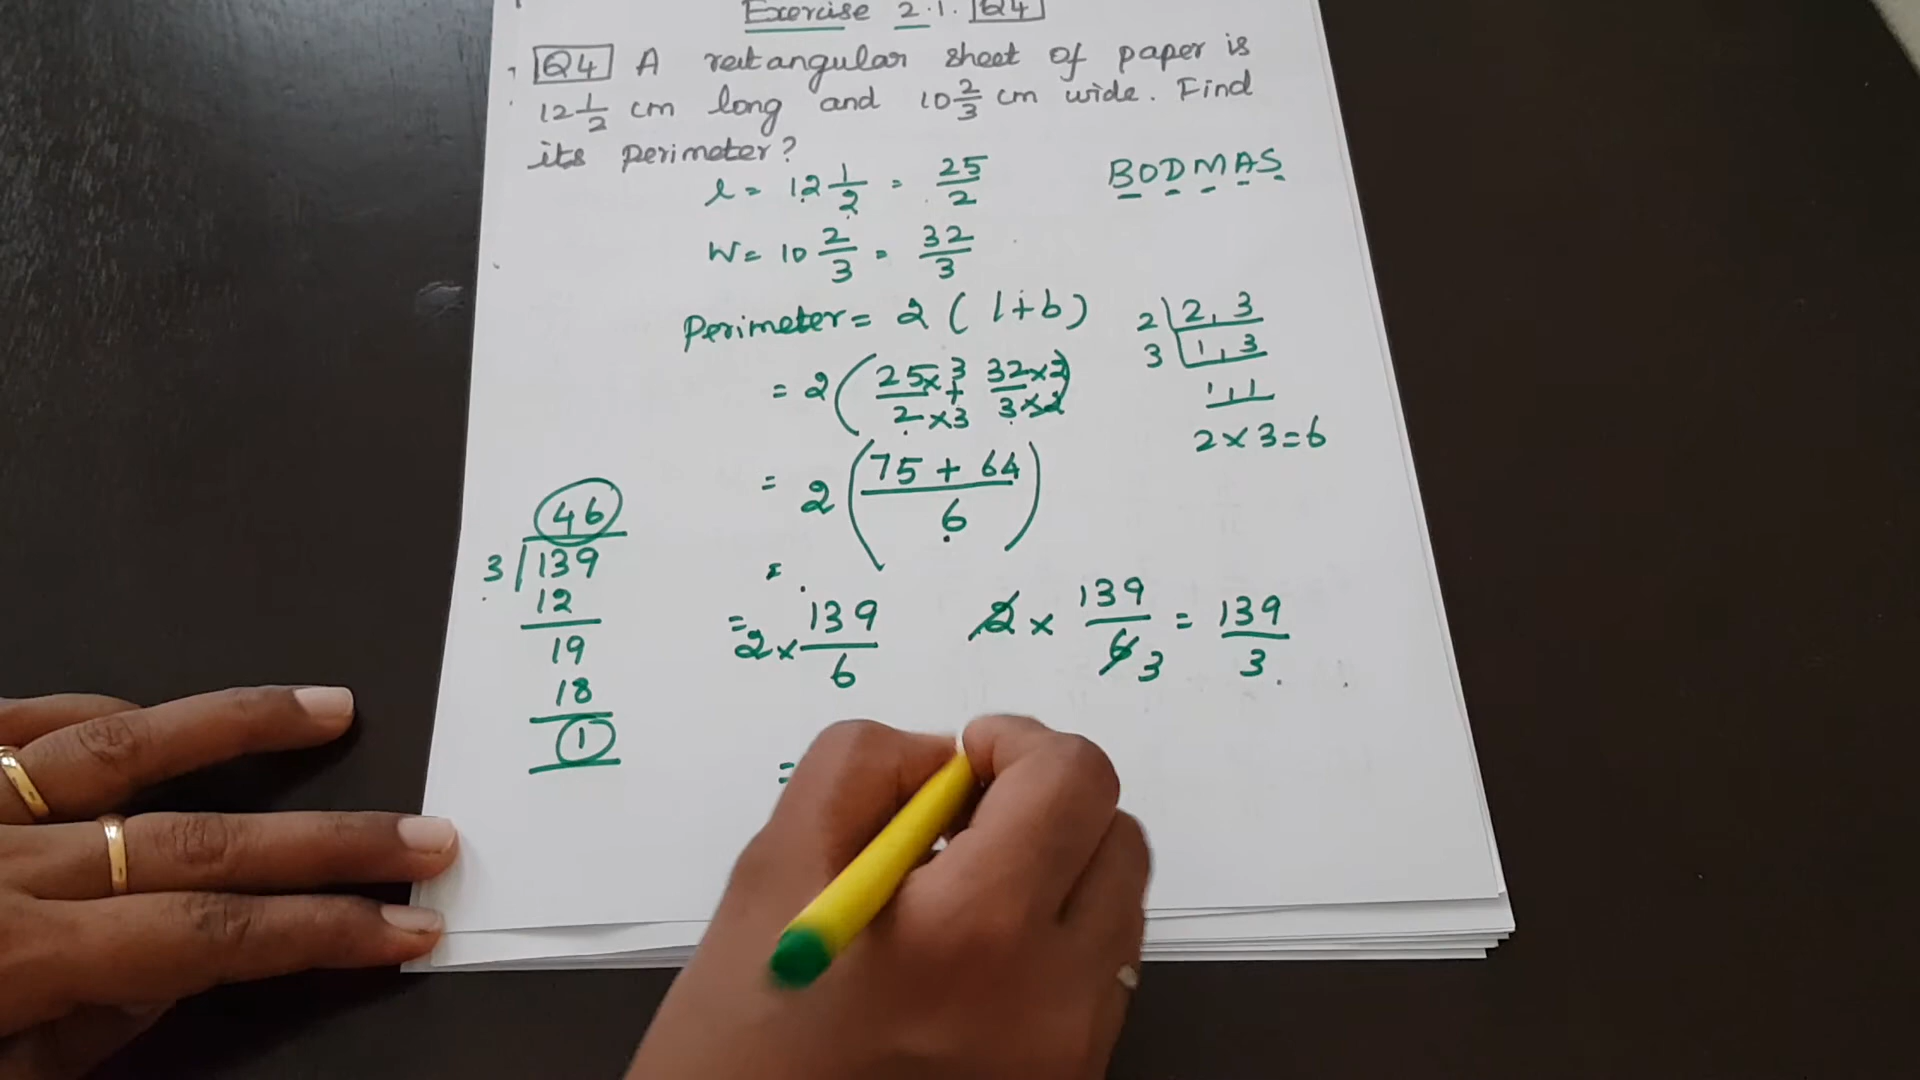 Exercise 2.1. Q4
Q4 A rectangular sheet of paper is
12 1/2 cm long and 10 2/3 cm wide. Find
its perimeter?
l = 12 1/2 = 25/2
BODMAS
W = 10 2/3 = 32/3
Perimeter = 2 ( l + b )
= 2 ( 25×3/2×3 + 32×2/3×2 )
2 | 2, 3
3 | 1, 3
1, 1
2 × 3 = 6
= 2 ( 75 + 64 / 6 )
46
3 | 139
12
19
18
1
=
= 2 × 139/6
2 × 139/6 3 = 139/3
=